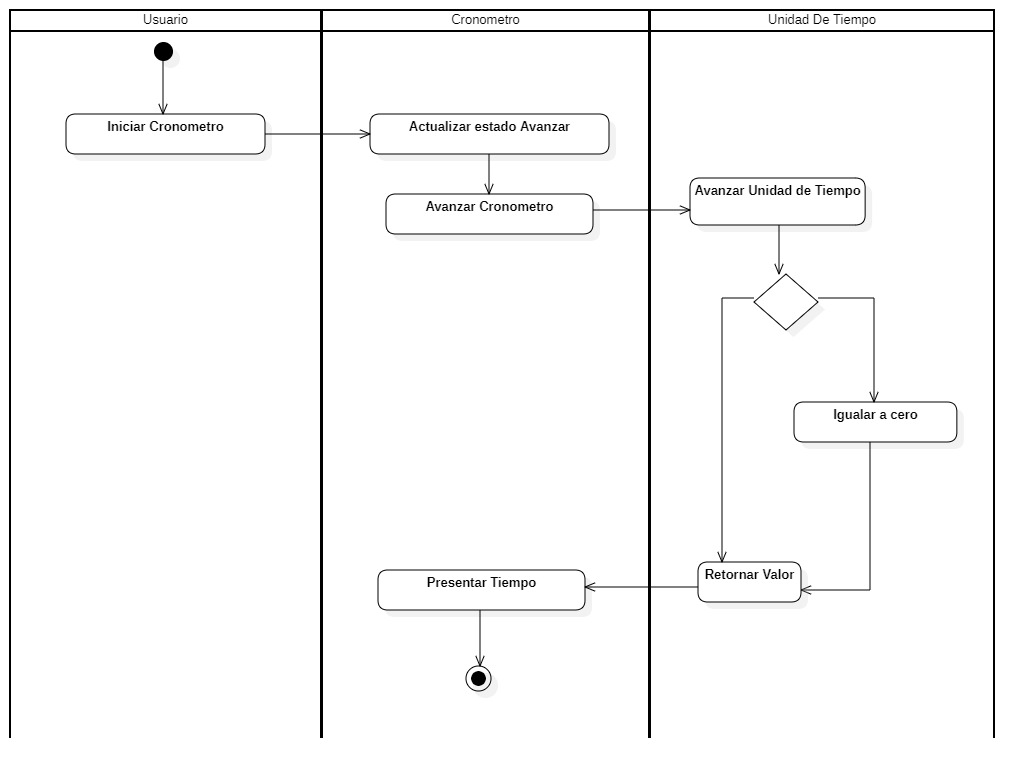 Usuario
Cronometro
Unidad De Tiempo
Iniciar Cronometro
Actualizar estado Avanzar
Avanzar Cronometro
Avanzar Unidad de Tiempo
Igualar a cero
Retornar Valor
Presentar Tiempo